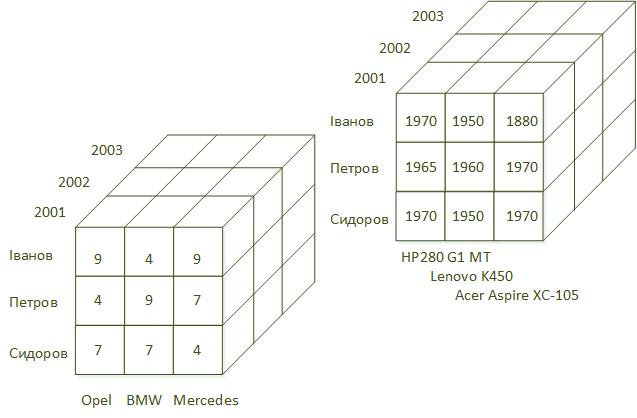 2003
2002
2001
Іванов 1970 1950 1880
Петров 1965 1960 1970
Сидоров 1970 1950 1970
HP280 G1 MT
Lenovo K450
Acer Aspire XC-105
2003
2002
2001
Іванов 9 4 9
Петров 4 9 7
Сидоров 7 7 4
Opel BMW Mercedes